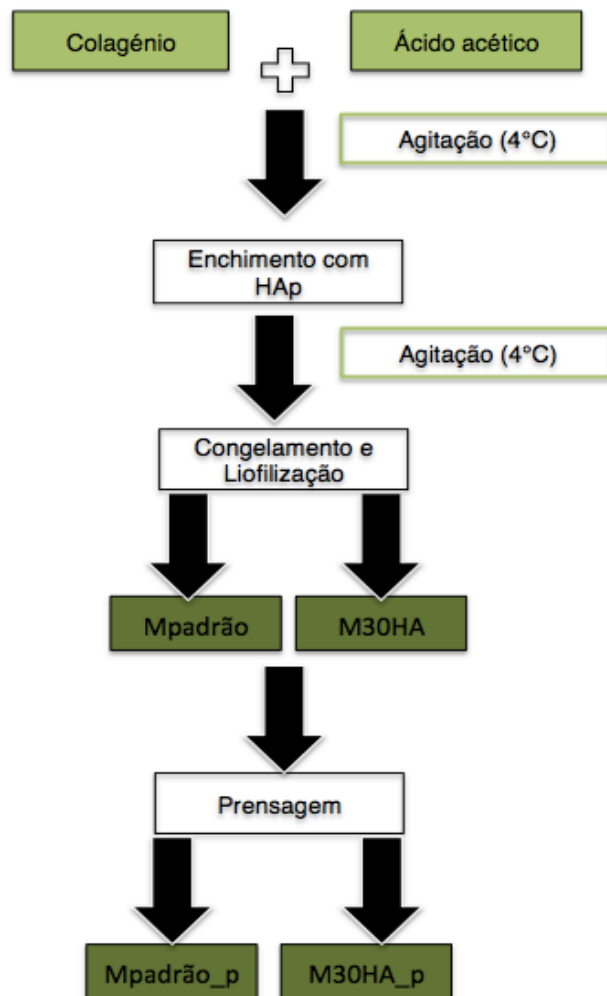 Colagénio
Ácido acético
Agitação (4°C)
Enchimento com
HAp
Agitação (4°C)
Congelamento e
Liofilização
Mpadrão
M30HA
Prensagem
Mpadrão_p
M30HA_p